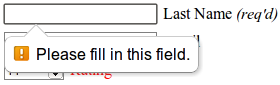 Last Name (req'd)
Please fill in this field.
Rating